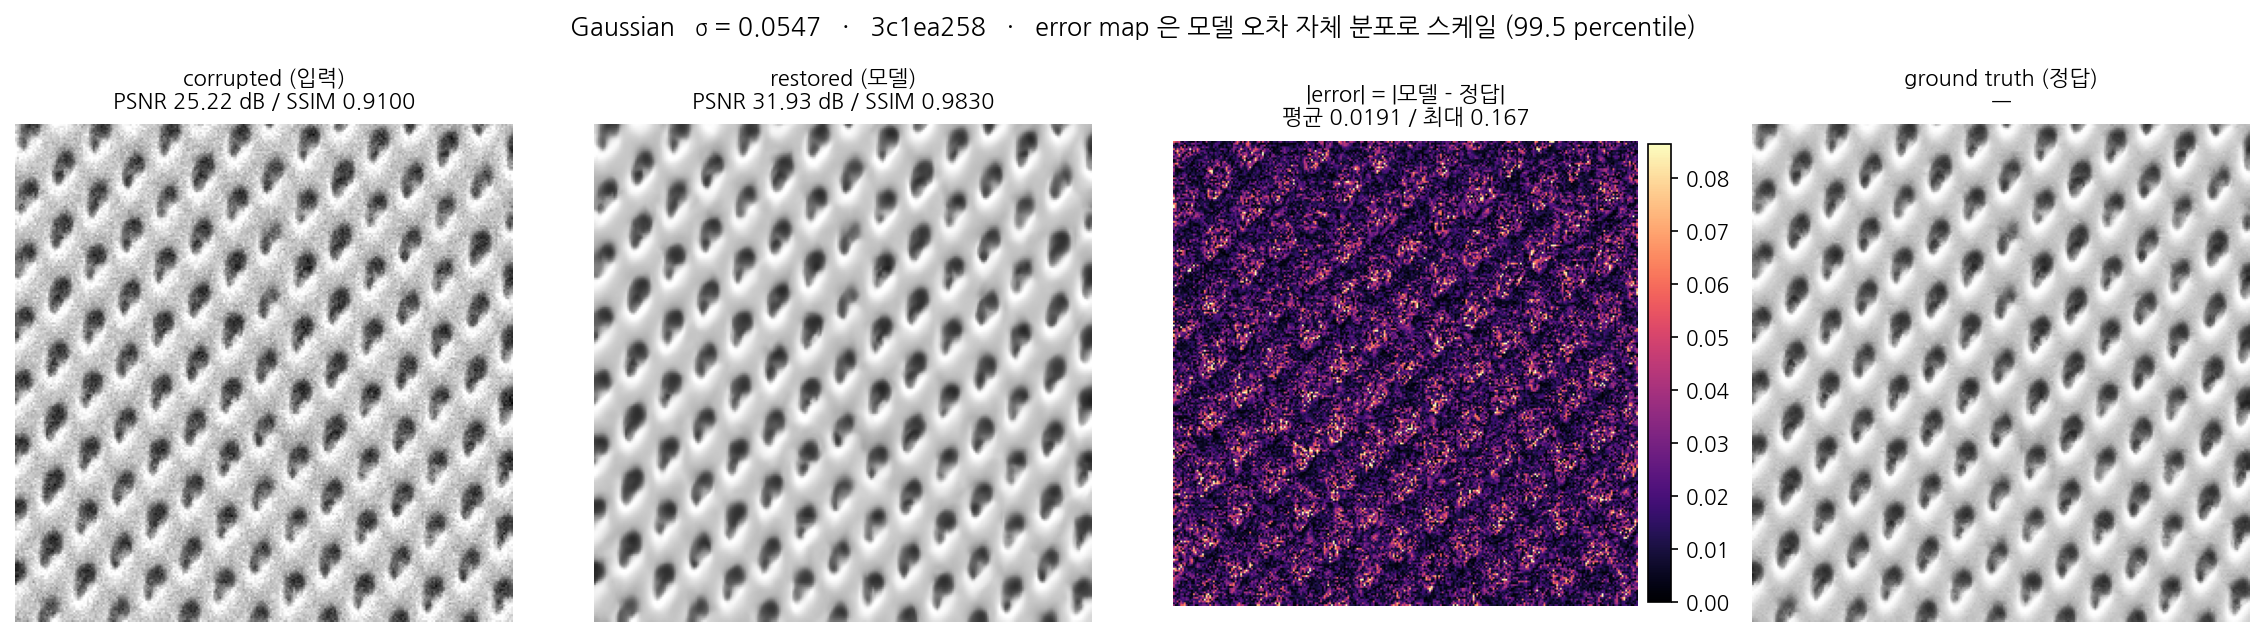 Gaussian σ = 0.0547 · 3c1ea258 · error map 은 모델 오차 자체 분포로 스케일 (99.5 percentile)
corrupted (입력)
PSNR 25.22 dB / SSIM 0.9100
restored (모델)
PSNR 31.93 dB / SSIM 0.9830
|error| = |모델 - 정답|
평균 0.0191 / 최대 0.167
0.08
0.07
0.06
0.05
0.04
0.03
0.02
0.01
0.00
ground truth (정답)
—